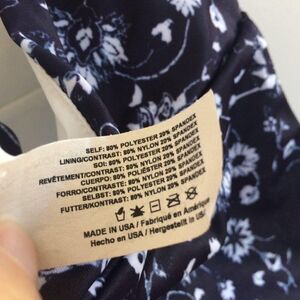 SELF: 80% POLYESTER 20% SPANDEX
LINING/CONTRAST: 80% NYLON 20% SPANDEX
SOI: 80% POLYESTER 20% SPANDEX
REVÊTEMENT/CONTRASTE: 80% NYLON 20% SPANDEX
CUERPO: 80% POLIÉSTER 20% SPANDEX
FORRO/CONTRASTE: 80% NYLON 20% SPANDEX
SELBST: 80% POLYESTER 20% SPANDEX
FUTTER/KONTRAST: 80% NYLON 20% SPANDEX
MADE IN USA / Fabriqué en Amérique
Hecho en USA / Hergestellt in USA